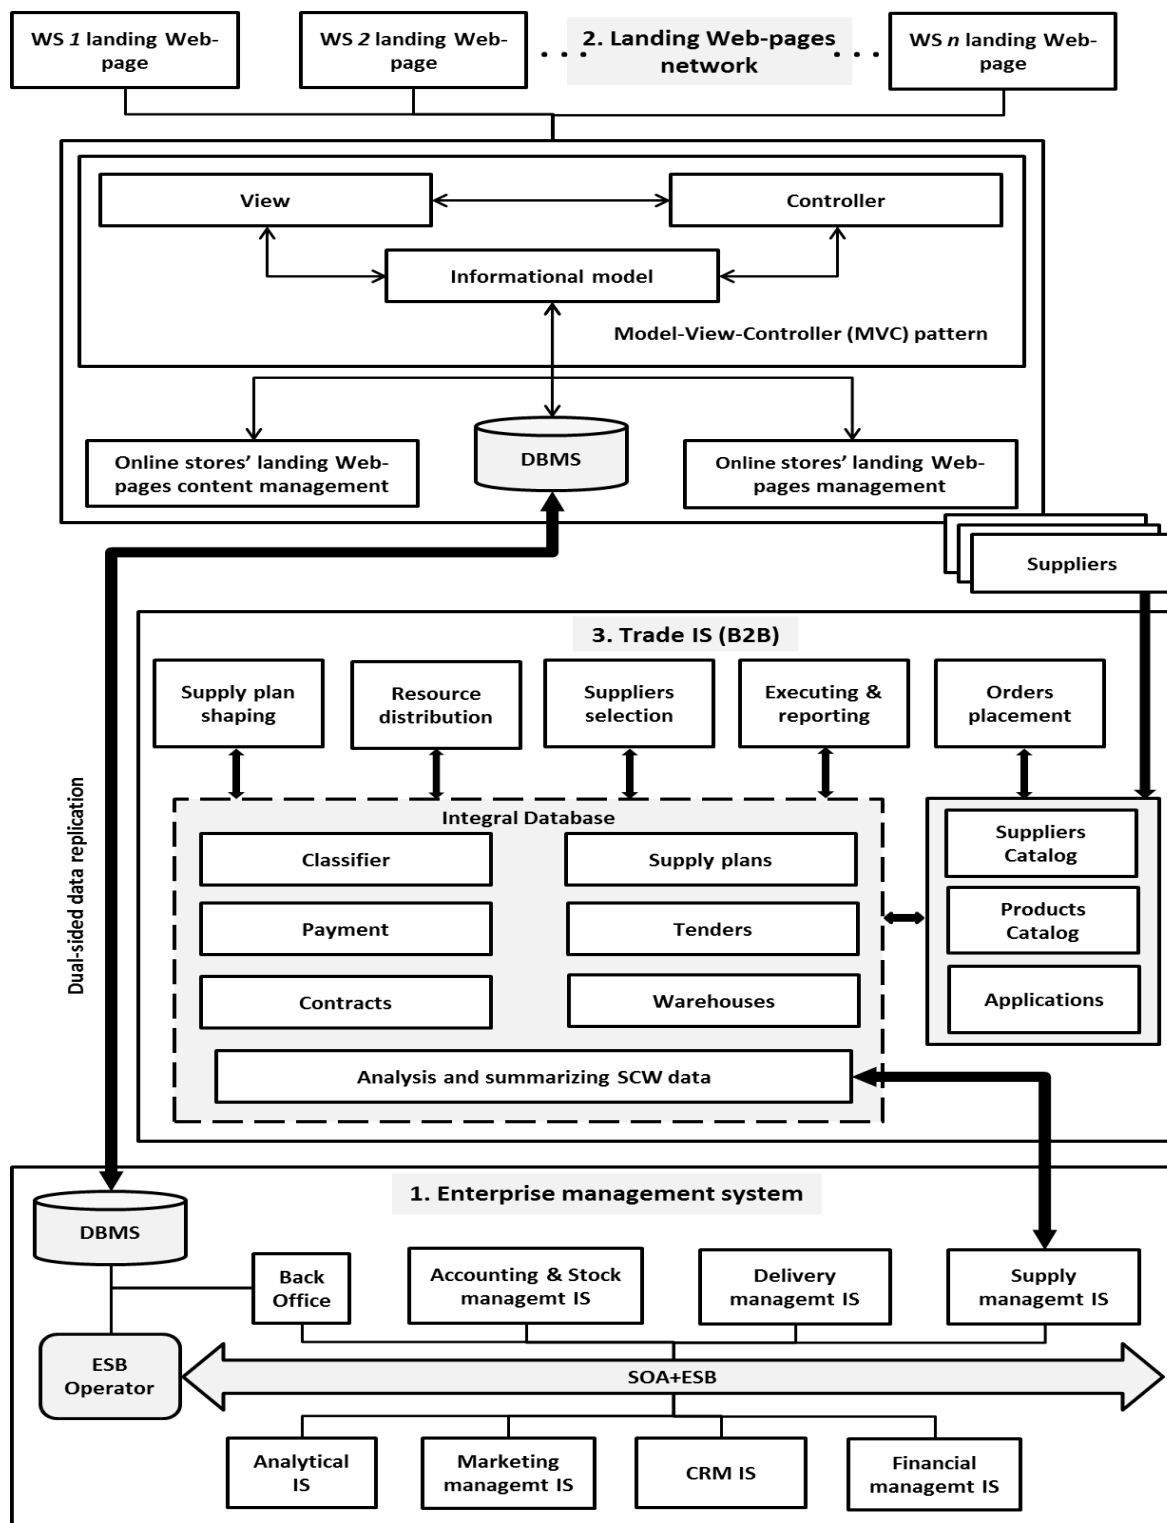 WS 1 landing Web-
page
WS 2 landing Web-
page
. . . . .
2. Landing Web-pages
network
. . . . .
WS n landing Web-
page
View
Controller
Informational model
Model-View-Controller (MVC) pattern
Online stores’ landing Web-
pages content management
DBMS
Online stores’ landing Web-
pages management
Suppliers
3. Trade IS (B2B)
Supply plan
shaping
Resource
distribution
Suppliers
selection
Executing &
reporting
Orders
placement
Dual-sided data replication
Integral Database
Classifier
Supply plans
Payment
Tenders
Contracts
Warehouses
Analysis and summarizing SCW data
Suppliers
Catalog
Products
Catalog
Applications
1. Enterprise management system
DBMS
Back
Office
Accounting & Stock
managemt IS
Delivery
managemt IS
Supply
managemt IS
ESB
Operator
SOA+ESB
Analytical
IS
Marketing
managemt IS
CRM IS
Financial
managemt IS